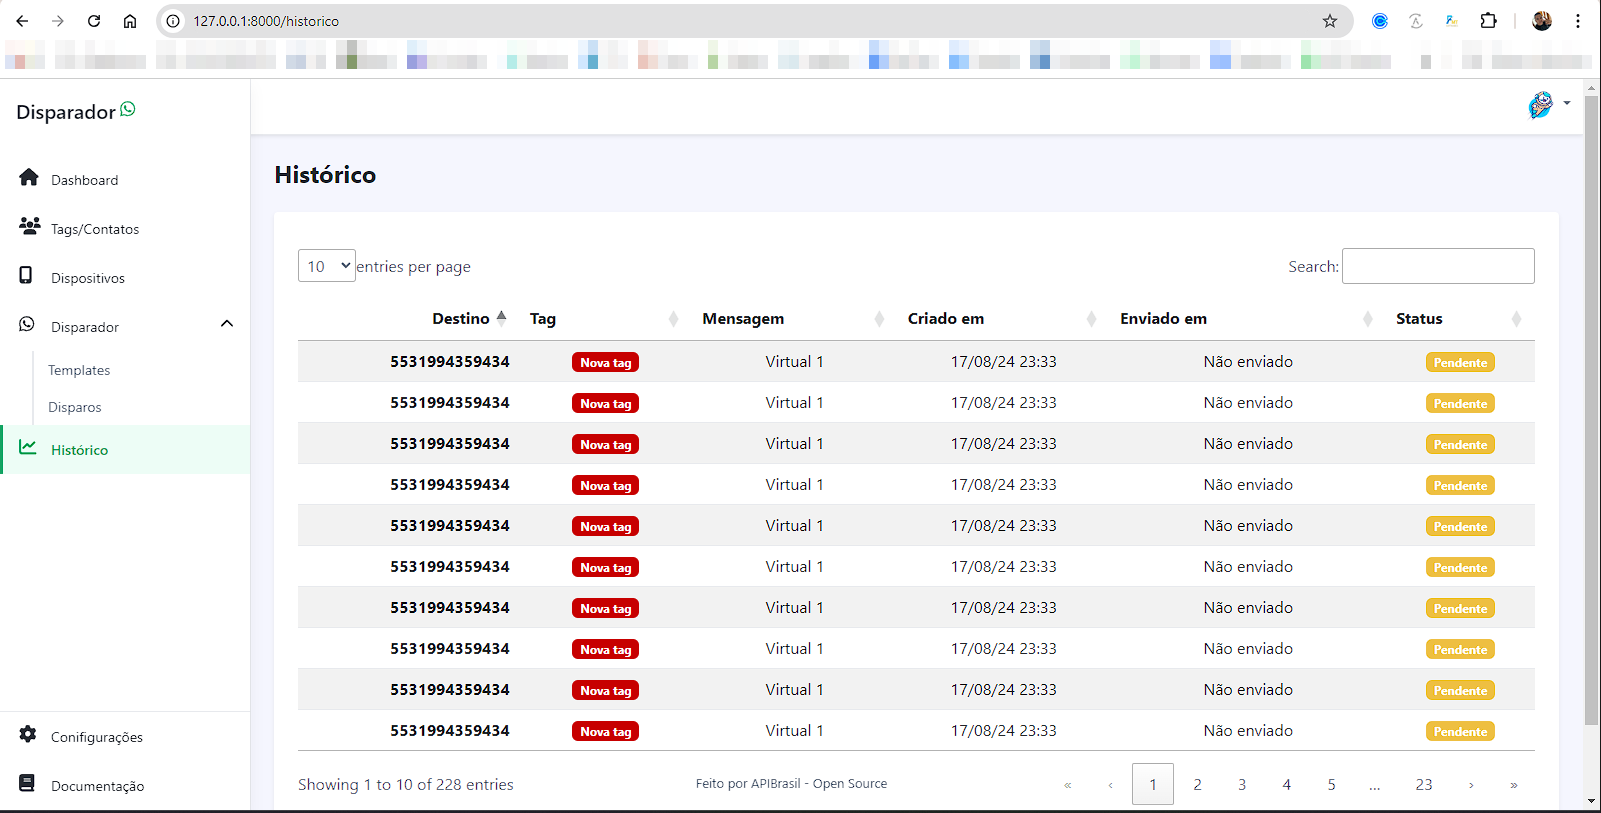 127.0.0.1:8000/historico
Disparador
Dashboard
Tags/Contatos
Dispositivos
Disparador
Templates
Disparos
Histórico
Conifigurações
Documentação
Histórico
10 entries per page
Search:
Destino Tag Mensagem Criado em Enviado em Status
5531994359434 Nova tag Virtual 1 17/08/24 23:33 Não enviado Pendente
5531994359434 Nova tag Virtual 1 17/08/24 23:33 Não enviado Pendente
5531994359434 Nova tag Virtual 1 17/08/24 23:33 Não enviado Pendente
5531994359434 Nova tag Virtual 1 17/08/24 23:33 Não enviado Pendente
5531994359434 Nova tag Virtual 1 17/08/24 23:33 Não enviado Pendente
5531994359434 Nova tag Virtual 1 17/08/24 23:33 Não enviado Pendente
5531994359434 Nova tag Virtual 1 17/08/24 23:33 Não enviado Pendente
5531994359434 Nova tag Virtual 1 17/08/24 23:33 Não enviado Pendente
5531994359434 Nova tag Virtual 1 17/08/24 23:33 Não enviado Pendente
5531994359434 Nova tag Virtual 1 17/08/24 23:33 Não enviado Pendente
Showing 1 to 10 of 228 entries
Feito por APIBrasil - Open Source
« ‹ 1 2 3 4 5 ... 23 › »